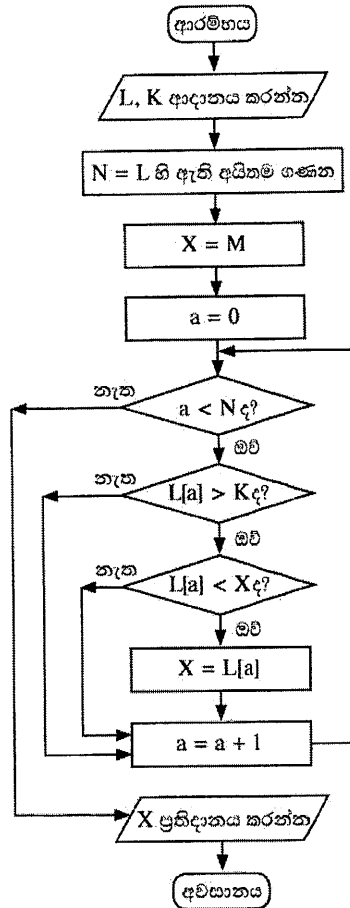 ආරම්භය
L, K ආදානය කරන්න
N = L හි ඇති අයිතම ගණන
X = M
a = 0
නැත
a < N ද?
ඔව්
නැත
L[a] > K ද?
ඔව්
නැත
L[a] < X ද?
ඔව්
X = L[a]
a = a + 1
X ප්‍රතිදානය කරන්න
අවසානය